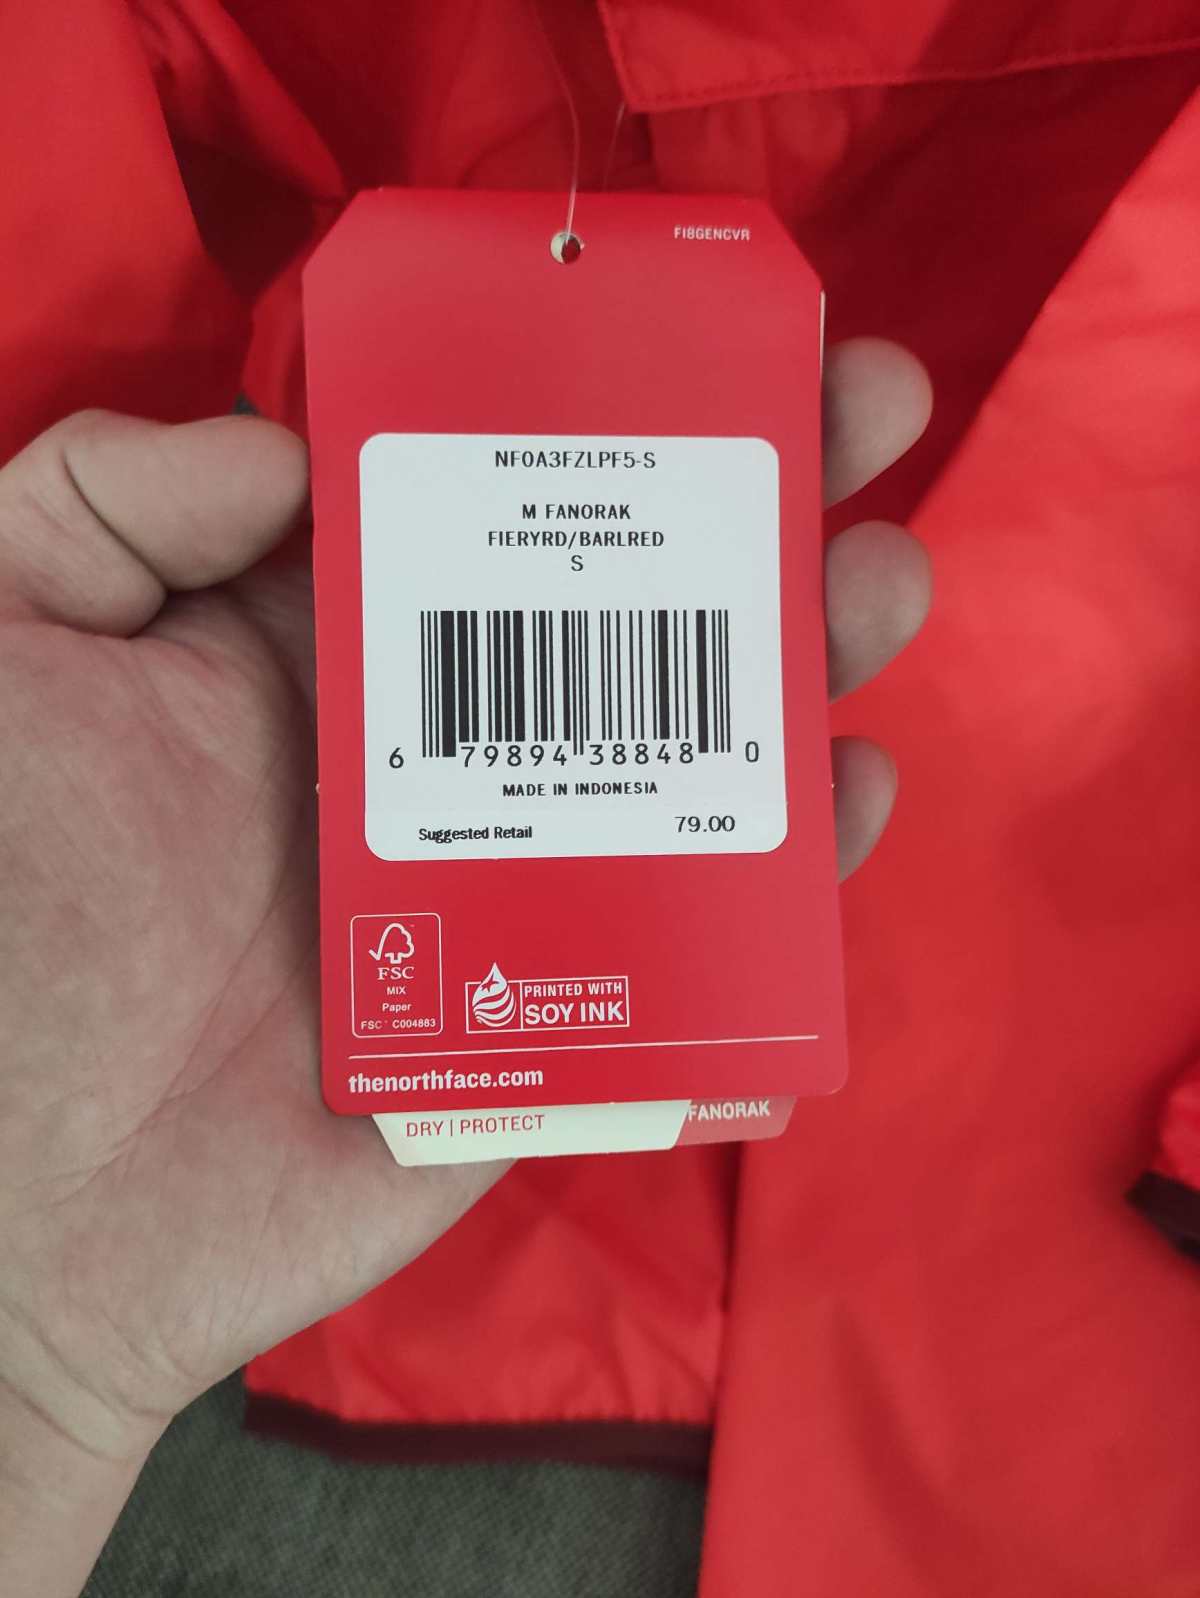 FI8GENCVR
NF0A3FZLPF5-S
M FANORAK
FIERYRD/BARLRED
S
6 79894 38848 0
MADE IN INDONESIA
Suggested Retail 79.00
FSC
MIX
Paper
FSC® C004883
PRINTED WITH
SOY INK
thenorthface.com
DRY | PROTECT
FANORAK